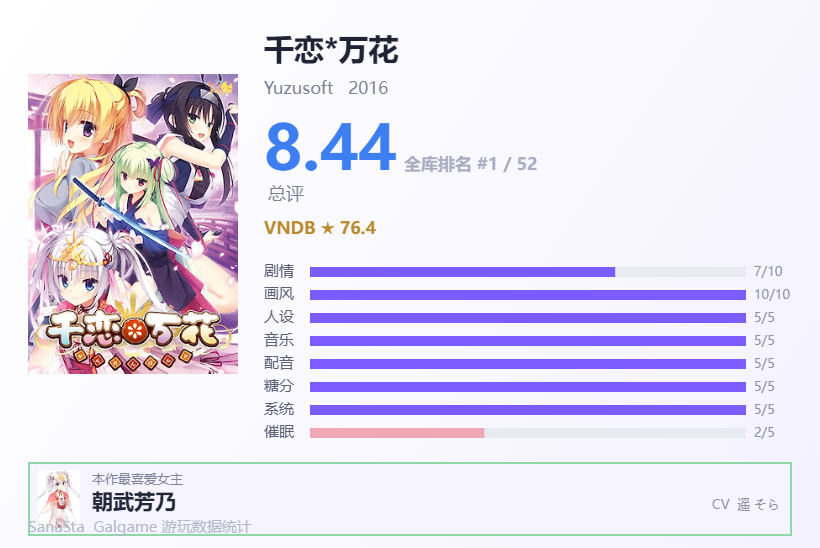 千恋*万花
Yuzusoft 2016
8.44 全库排名 #1 / 52
总评
VNDB ★ 76.4
千恋万花
剧情 7/10
画风 10/10
人设 5/5
音乐 5/5
配音 5/5
糖分 5/5
系统 5/5
催眠 2/5
本作最喜爱女主
朝武芳乃
CV 遥 そら
SanaSta Galgame 游玩数据统计